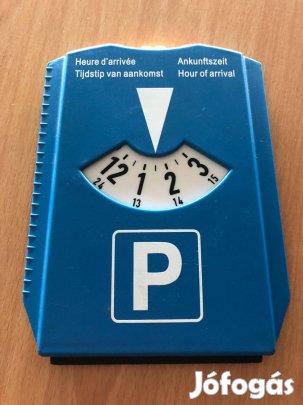 Heure d'arrivée
Tijdstip van aankomst
Ankunftszeit
Hour of arrival
12 1 2 3
24 13 14 15
P
Jófogás